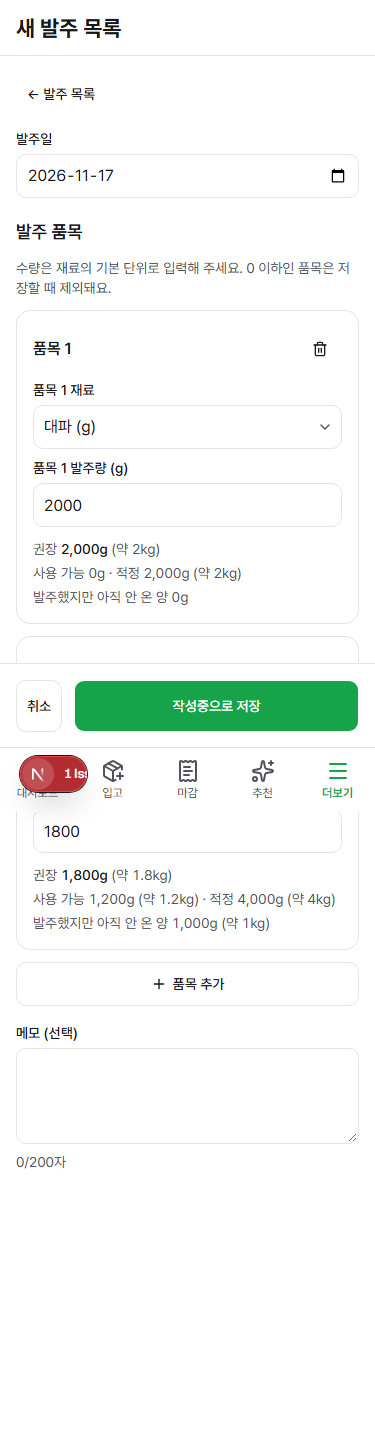 새 발주 목록
← 발주 목록
발주일
2026-11-17
발주 품목
수량은 재료의 기본 단위로 입력해 주세요. 0 이하인 품목은 저
장할 때 제외돼요.
품목 1
품목 1 재료
대파 (g)
품목 1 발주량 (g)
2000
권장 2,000g (약 2kg)
사용 가능 0g · 적정 2,000g (약 2kg)
발주했지만 아직 안 온 양 0g
취소
작성중으로 저장
N 1
입고
마감
추천
더보기
1800
권장 1,800g (약 1.8kg)
사용 가능 1,200g (약 1.2kg) · 적정 4,000g (약 4kg)
발주했지만 아직 안 온 양 1,000g (약 1kg)
+ 품목 추가
메모 (선택)
0/200자